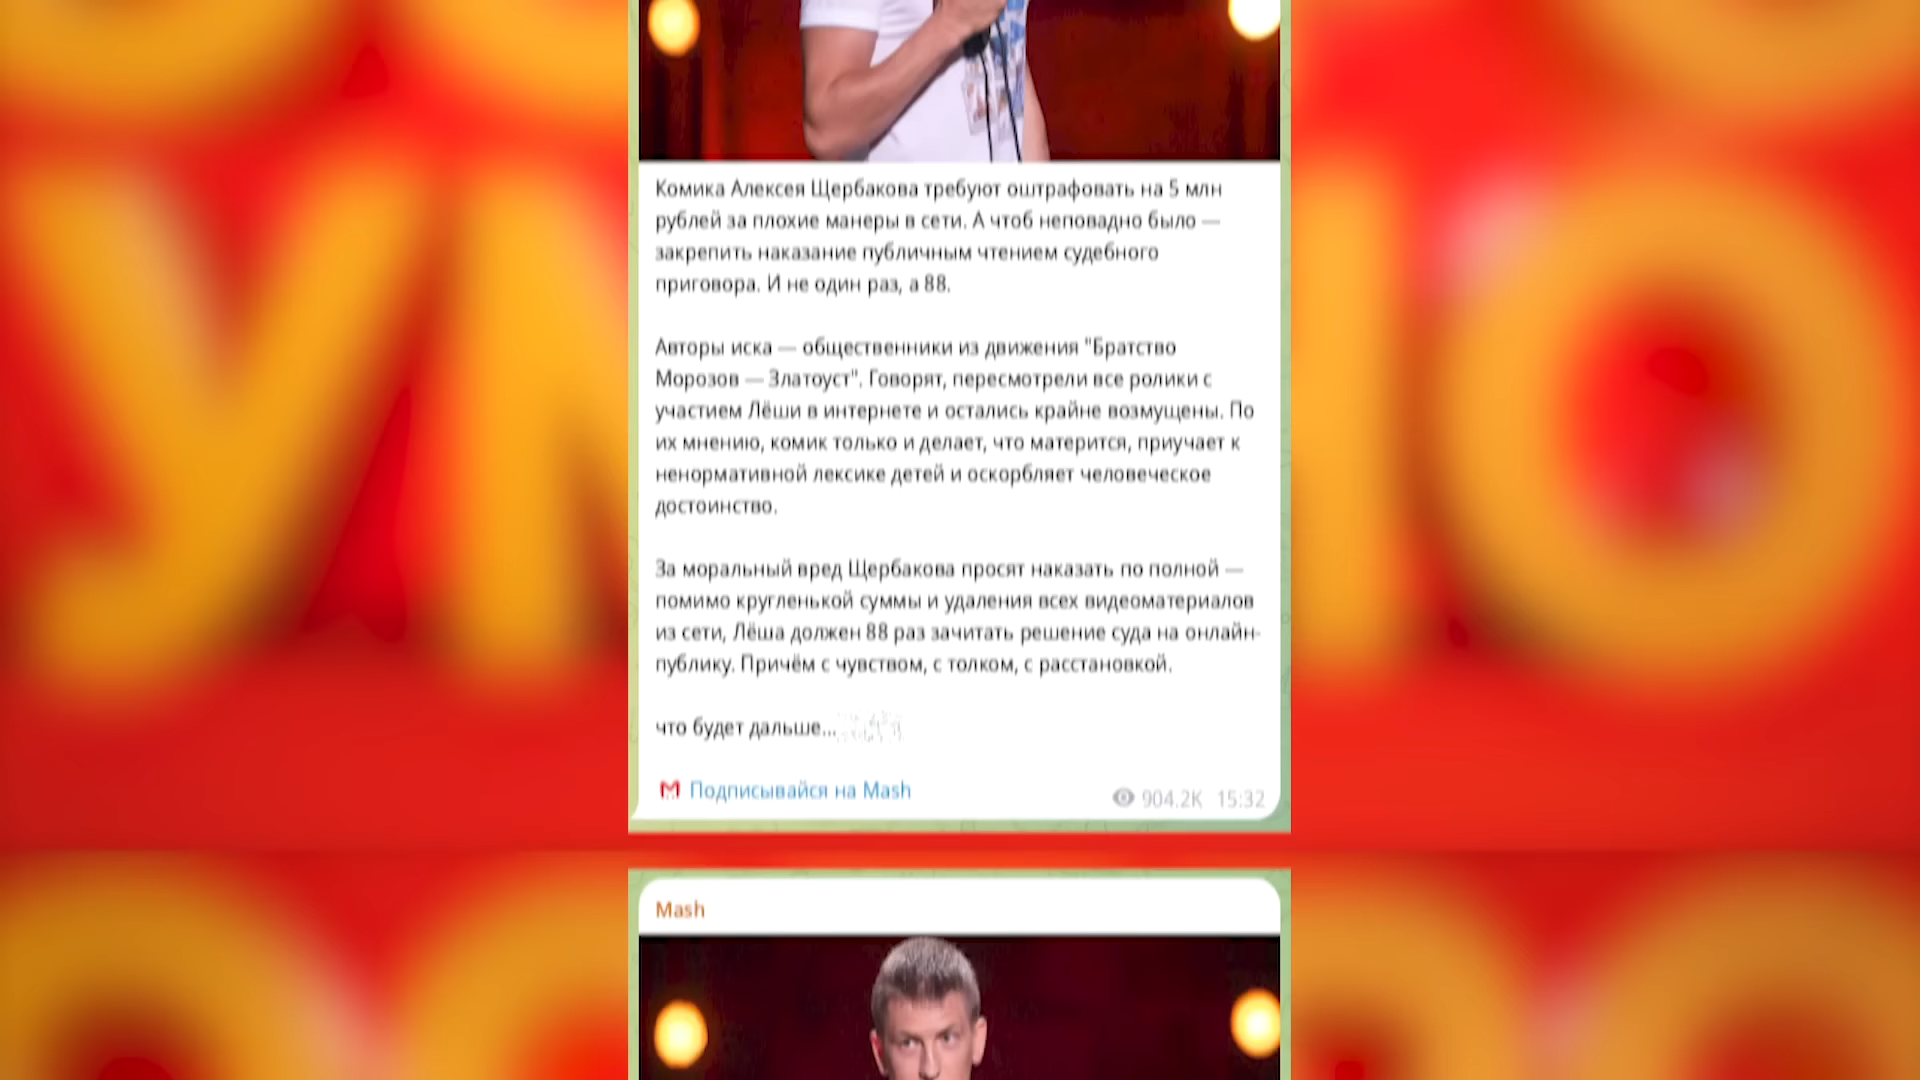 Комика Алексея Щербакова требуют оштрафовать на 5 млн
рублей за плохие манеры в сети. А чтоб неповадно было —
закрепить наказание публичным чтением судебного
приговора. И не один раз, а 88.
Авторы иска — общественники из движения "Братство
Морозов — Златоуст". Говорят, пересмотрели все ролики с
участием Лёши в интернете и остались крайне возмущены. По
их мнению, комик только и делает, что матерится, приучает к
ненормативной лексике детей и оскорбляет человеческое
достоинство.
За моральный вред Щербакова просят наказать по полной —
помимо кругленькой суммы и удаления всех видеоматериалов
из сети, Лёша должен 88 раз зачитать решение суда на онлайн-
публику. Причём с чувством, с толком, с расстановкой.
что будет дальше...
Подписывайся на Mash
904.2K 15:32
Mash